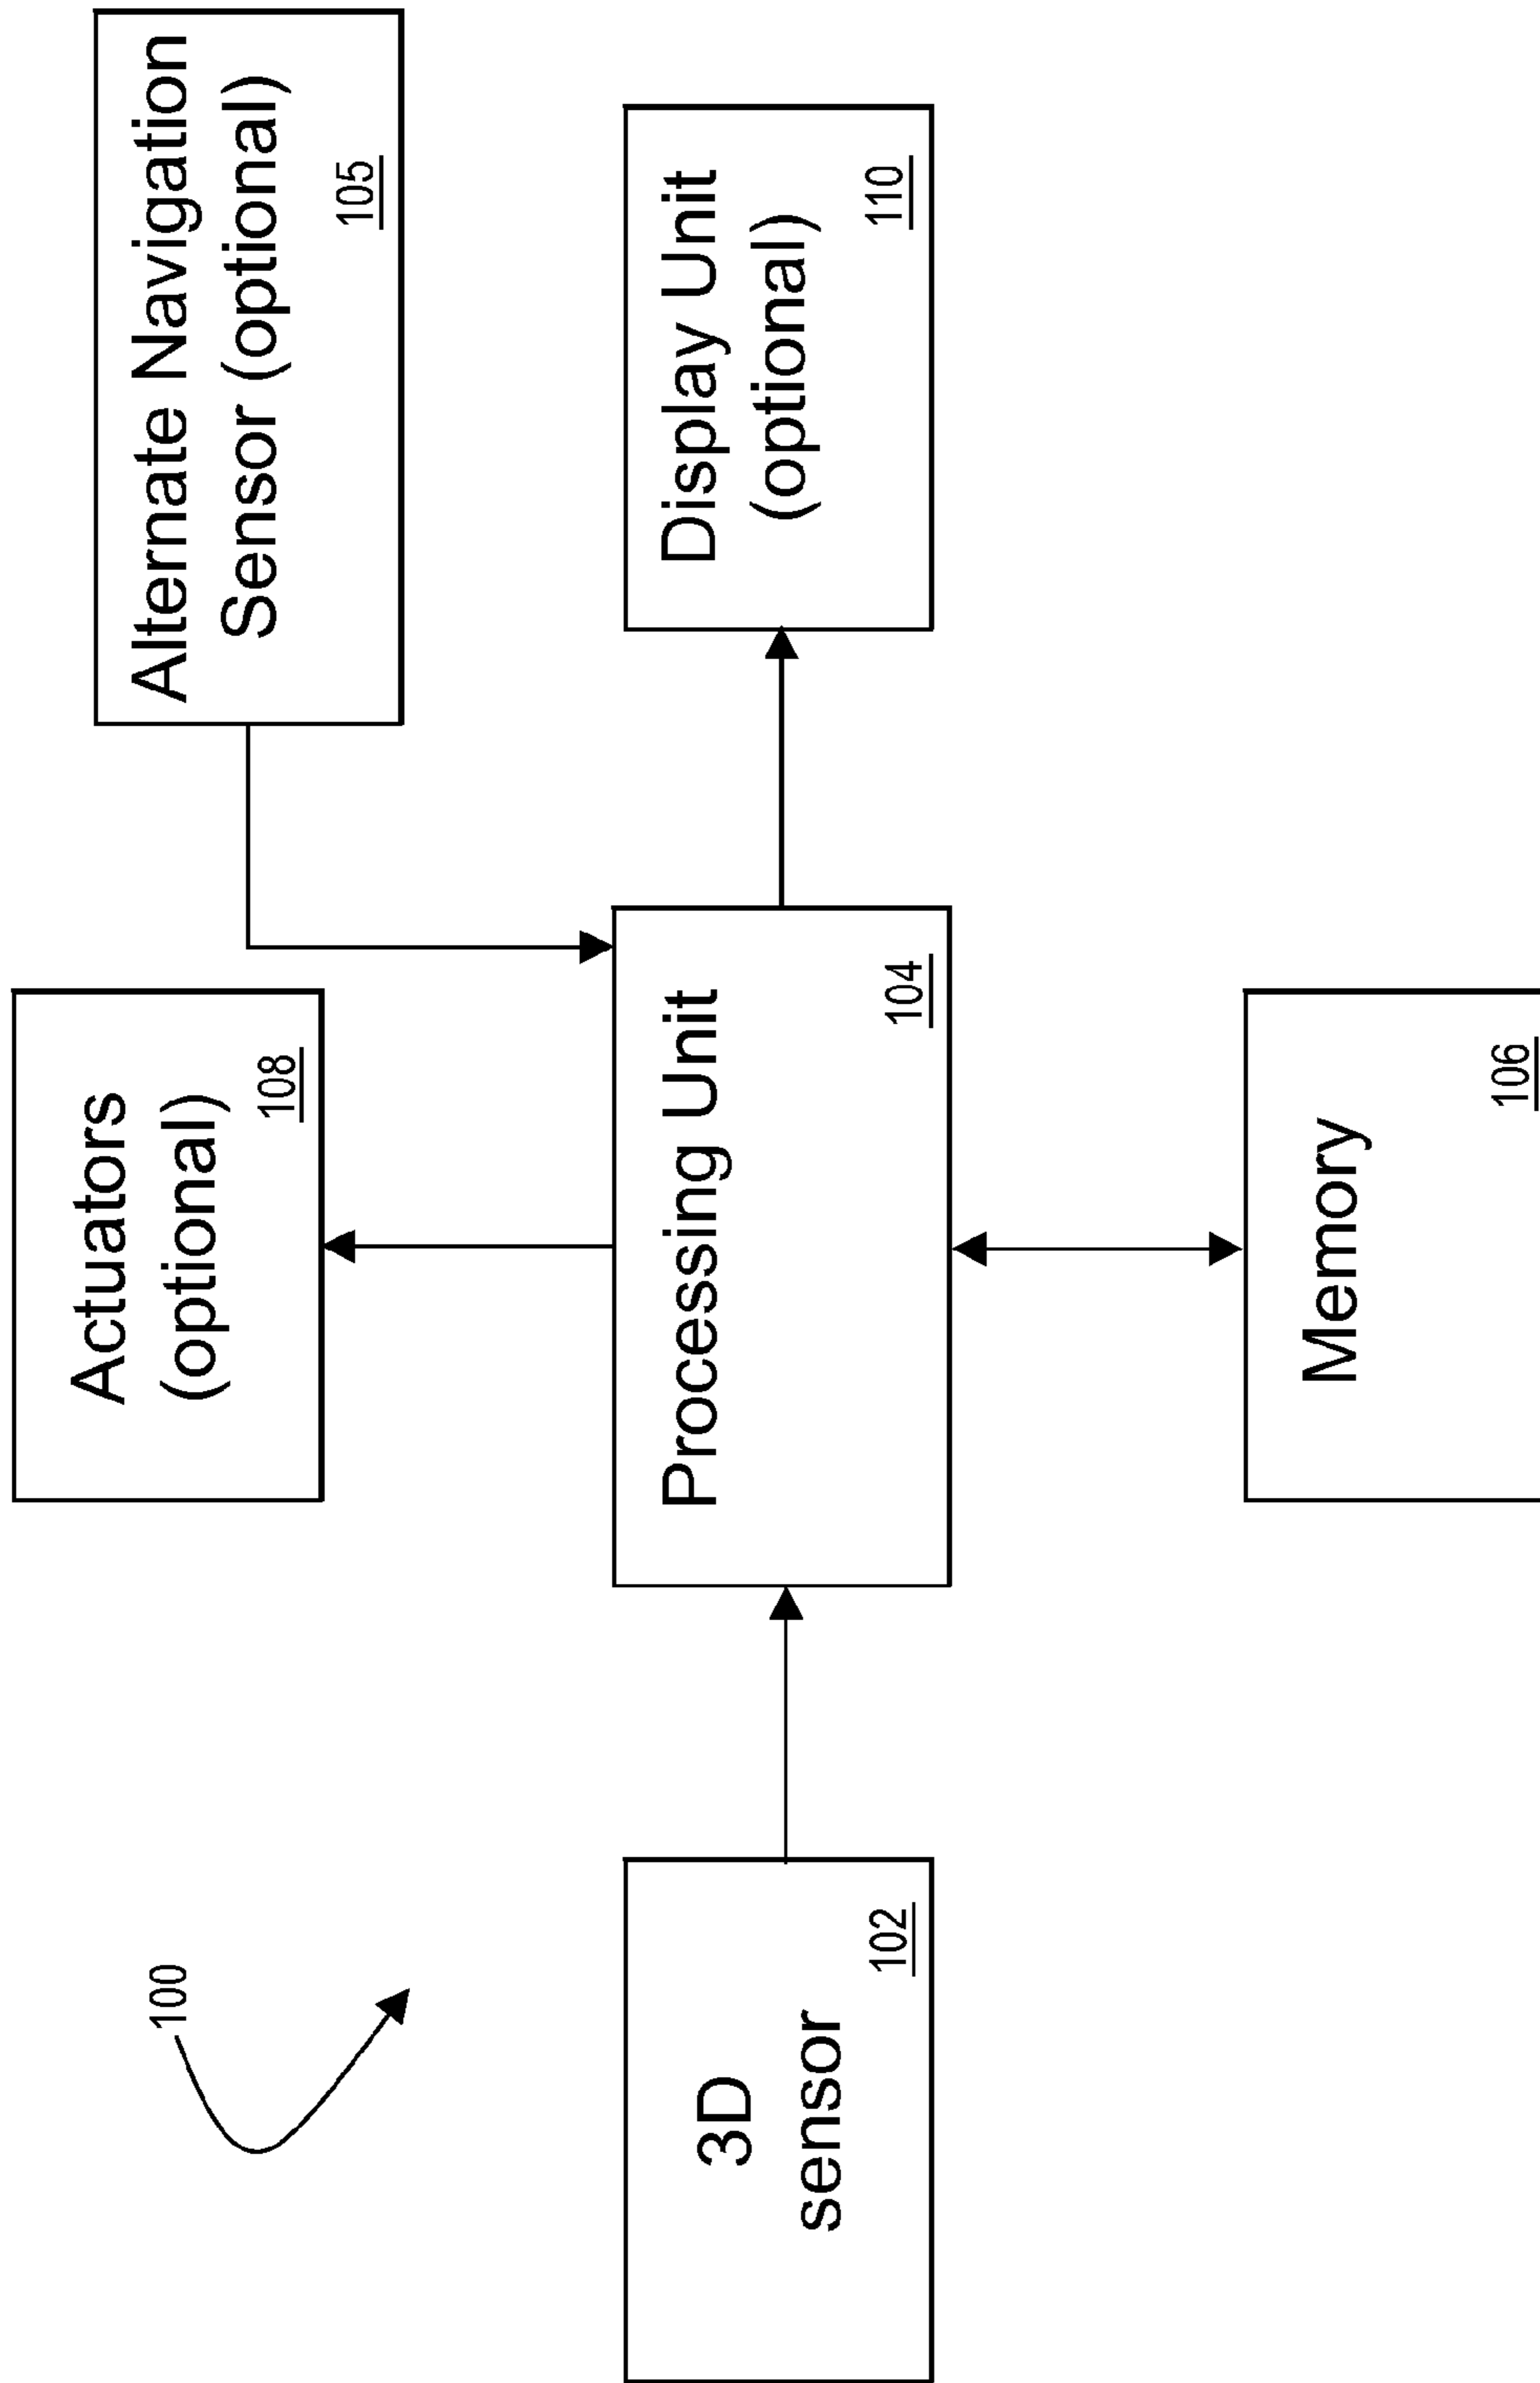 100
Actuators
(optional)
108
Alternate Navigation
Sensor (optional)
105
3D
sensor
102
Processing Unit
104
Display Unit
(optional)
110
Memory
106